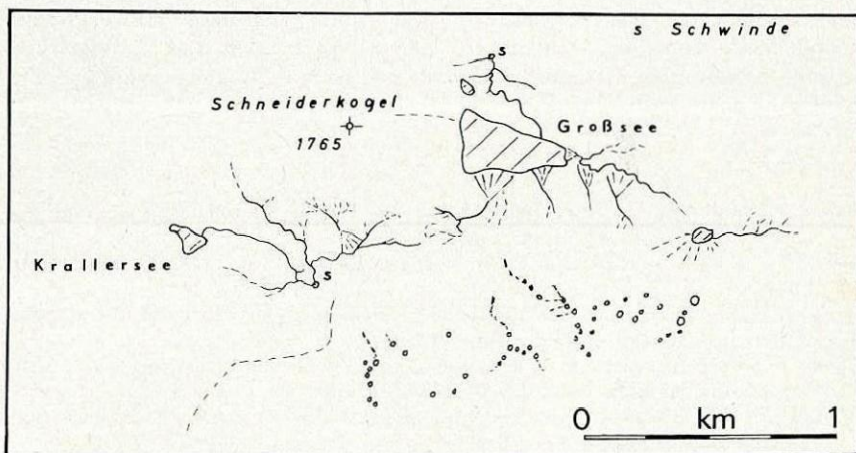 s Schwinde
s
Schneiderkogel
1765
Großsee
Krallersee
s
0 km 1